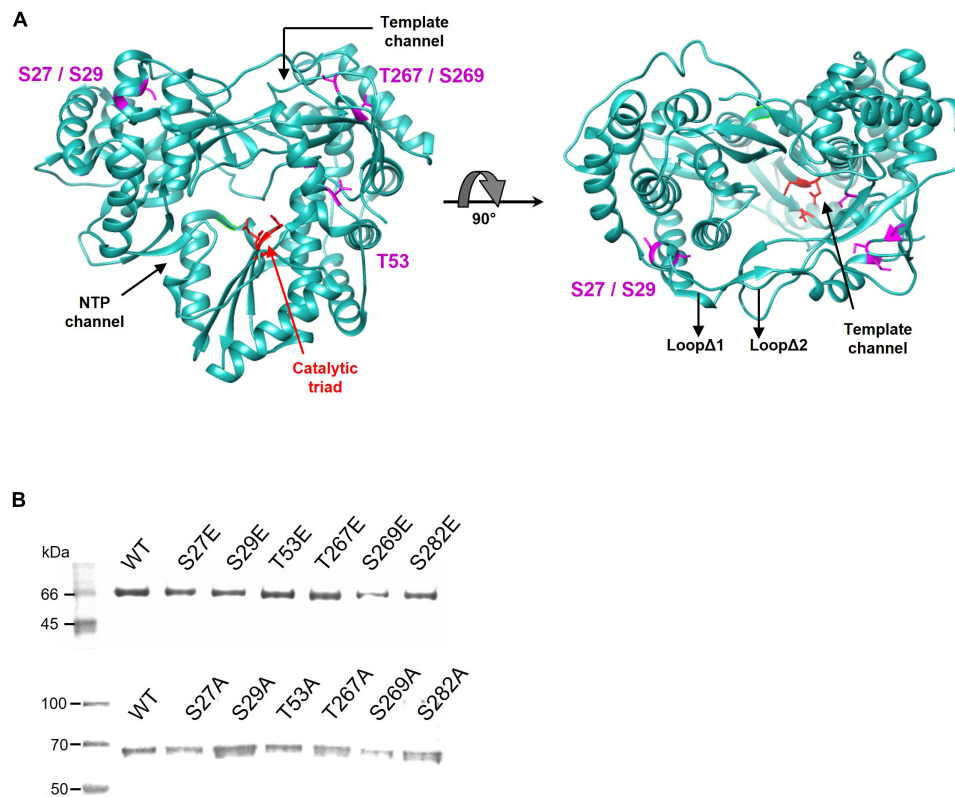 A
Template
channel
S27 / S29
T267 / S269
T53
NTP
channel
Catalytic
triad
90°
S27 / S29
LoopΔ1
LoopΔ2
Template
channel
B
kDa
WT
S27E
S29E
T53E
T267E
S269E
S282E
66
45
WT
S27A
S29A
T53A
T267A
S269A
S282A
100
70
50